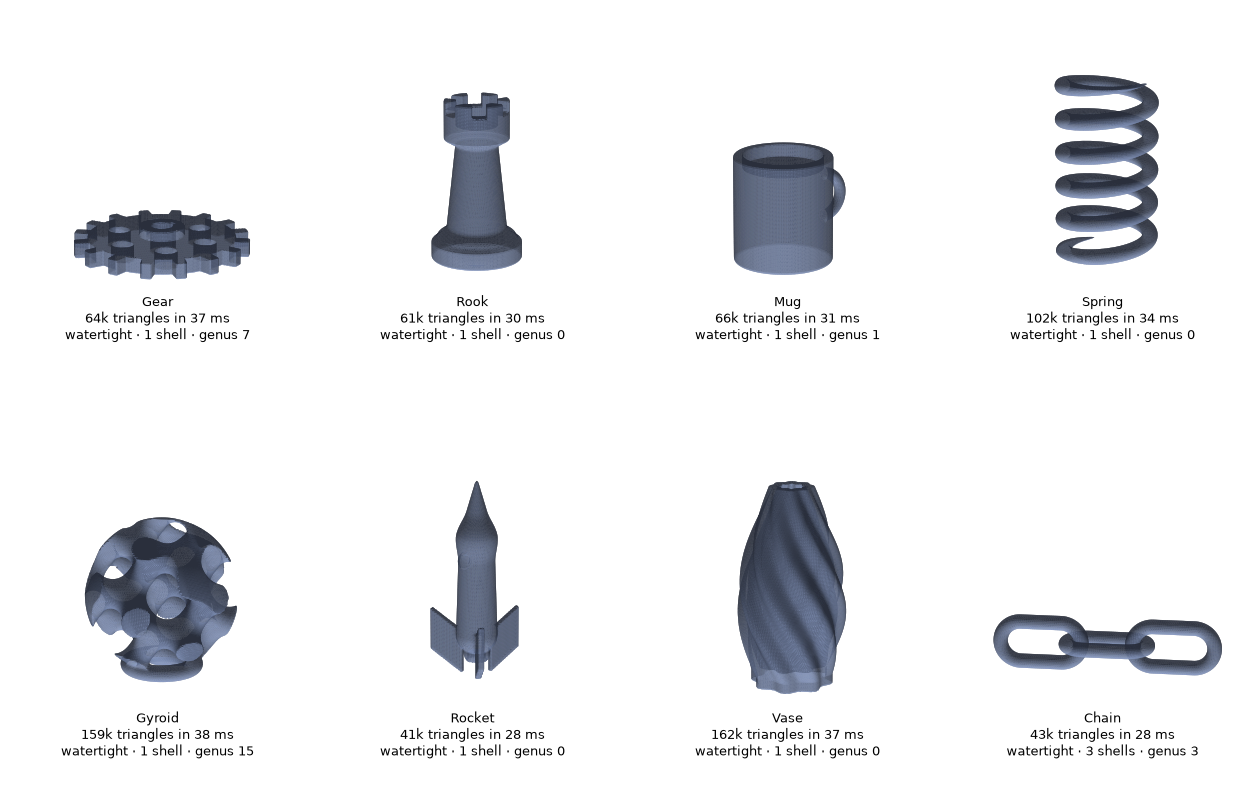 Gear
64k triangles in 37 ms
watertight · 1 shell · genus 7
Rook
61k triangles in 30 ms
watertight · 1 shell · genus 0
Mug
66k triangles in 31 ms
watertight · 1 shell · genus 1
Spring
102k triangles in 34 ms
watertight · 1 shell · genus 0
Gyroid
159k triangles in 38 ms
watertight · 1 shell · genus 15
Rocket
41k triangles in 28 ms
watertight · 1 shell · genus 0
Vase
162k triangles in 37 ms
watertight · 1 shell · genus 0
Chain
43k triangles in 28 ms
watertight · 3 shells · genus 3